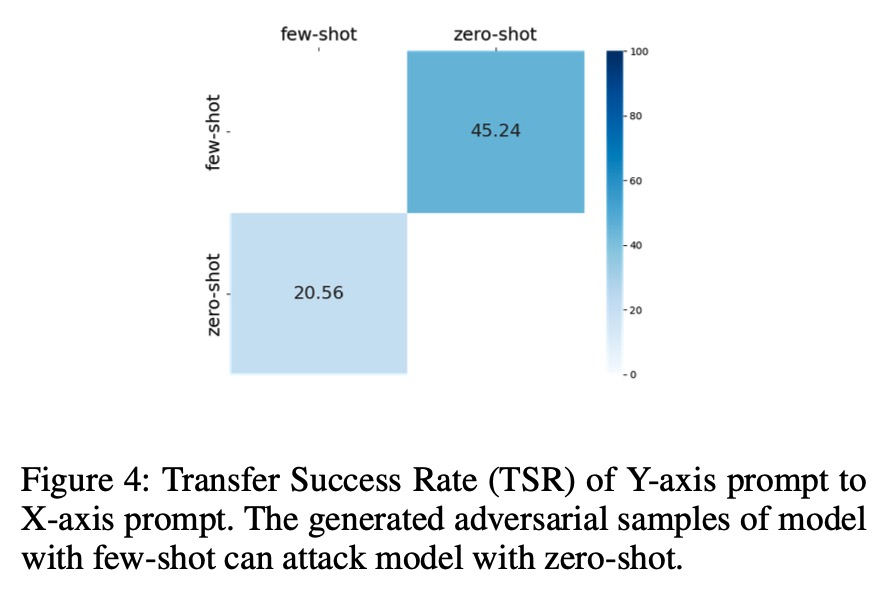 few-shot zero-shot
100
few-shot
80
45.24
60
40
zero-shot
20.56
20
0
Figure 4: Transfer Success Rate (TSR) of Y-axis prompt to
X-axis prompt. The generated adversarial samples of model
with few-shot can attack model with zero-shot.